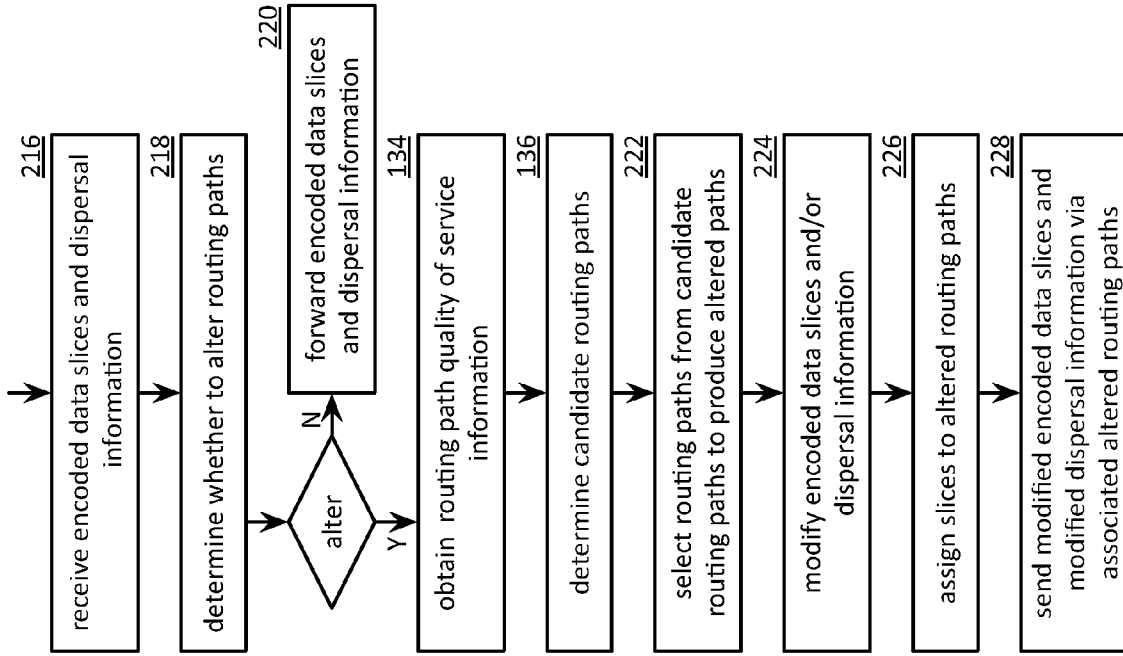 216
receive encoded data slices and dispersal
information
218
determine whether to alter routing paths
alter
N
Y
220
forward encoded data slices
and dispersal information
134
obtain routing path quality of service
information
136
determine candidate routing paths
222
select routing paths from candidate
routing paths to produce altered paths
224
modify encoded data slices and/or
dispersal information
226
assign slices to altered routing paths
228
send modified encoded data slices and
modified dispersal information via
associated altered routing paths